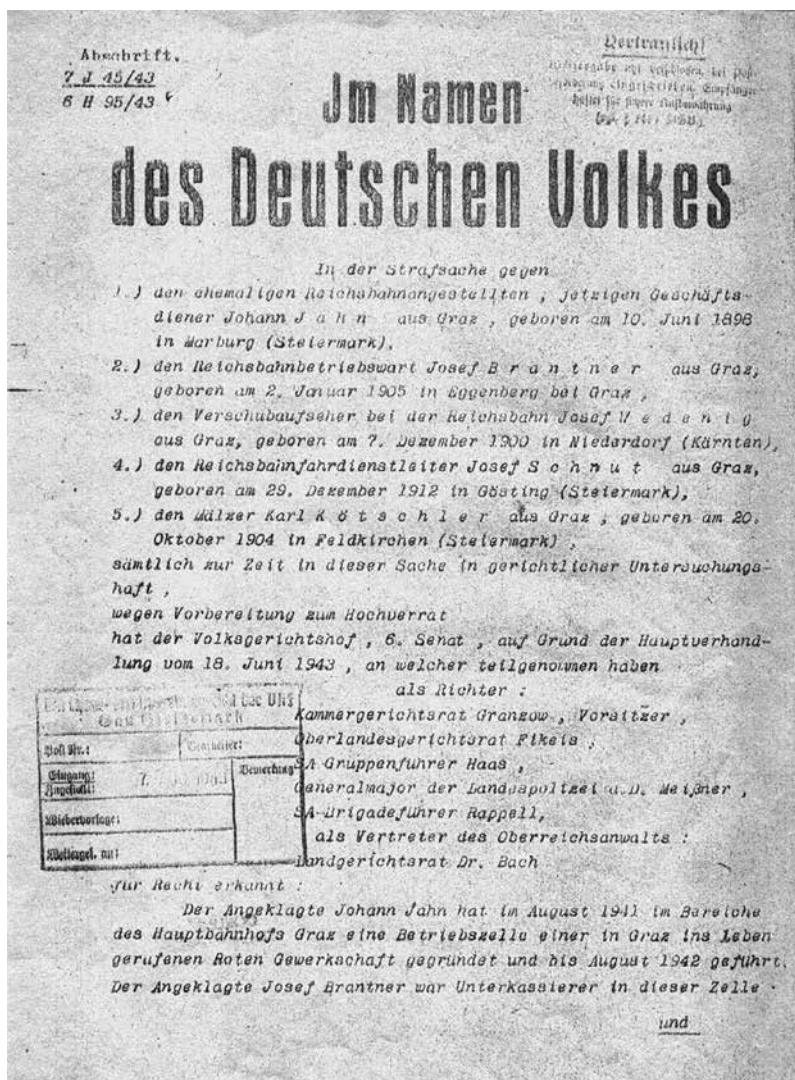 Abschrift.
7 J 45/43
6 H 95/43
Vertraulich!
Im Namen
des Deutschen Volkes
In der Strafsache gegen
1.) den ehemaligen Reichsbahnangestellten , jetzigen Geschäfts-
diener Johann J a h n aus Graz , geboren am 10. Juni 1898
in Marburg (Steiermark),
2.) den Reichsbahnbetriebswart Josef B r a n t n e r aus Graz,
geboren am 2. Januar 1905 in Eggenberg bei Graz ,
3.) den Verschubaufseher bei der Reichsbahn Josef W e d e n i g
aus Graz, geboren am 7. Dezember 1900 in Niederdorf (Kärnten),
4.) den Reichsbahnfahrdienstleiter Josef S c h n u t aus Graz,
geboren am 29. Dezember 1912 in Gösting (Steiermark),
5.) den Mälzer Karl K ö t s c h l e r aus Graz , geboren am 20.
Oktober 1904 in Feldkirchen (Steiermark) ,
sämtlich zur Zeit in dieser Sache in gerichtlicher Untersuchungs-
haft ,
wegen Vorbereitung zum Hochverrat
hat der Volksgerichtshof , 6. Senat , auf Grund der Hauptverhand-
lung vom 18. Juni 1943 , an welcher teilgenommen haben
als Richter :
Kammergerichtsrat Granzow , Vorsitzer ,
Oberlandesgerichtsrat Fikeis ,
SA-Gruppenführer Haas ,
Generalmajor der Landespolizei a.D. Meißner ,
SA-Brigadeführer Rappell,
als Vertreter des Oberreichsanwalts :
Landgerichtsrat Dr. Bach
Eingang:
Bemerkung
Wiedervorlage:
für Recht erkannt :
Der Angeklagte Johann Jahn hat im August 1941 im Bereiche
des Hauptbahnhofs Graz eine Betriebszelle einer in Graz ins Leben
gerufenen Roten Gewerkschaft gegründet und bis August 1942 geführt.
Der Angeklagte Josef Brantner war Unterkassierer in dieser Zelle
und